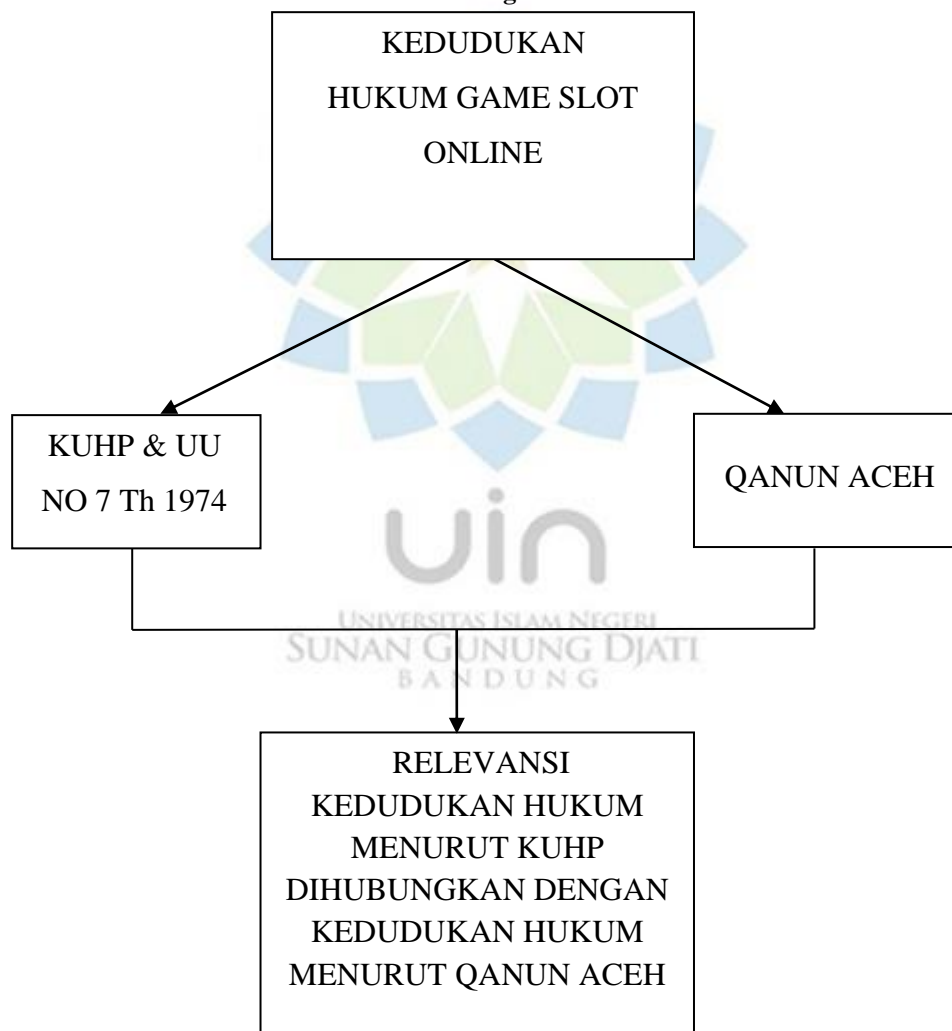 KEDUDUKAN
HUKUM GAME SLOT
ONLINE
KUHP & UU
NO 7 Th 1974
QANUN ACEH
uin
UNIVERSITAS ISLAM NEGERI
SUNAN GUNUNG DJATI
BANDUNG
RELEVANSI
KEDUDUKAN HUKUM
MENURUT KUHP
DIHUBUNGKAN DENGAN
KEDUDUKAN HUKUM
MENURUT QANUN ACEH